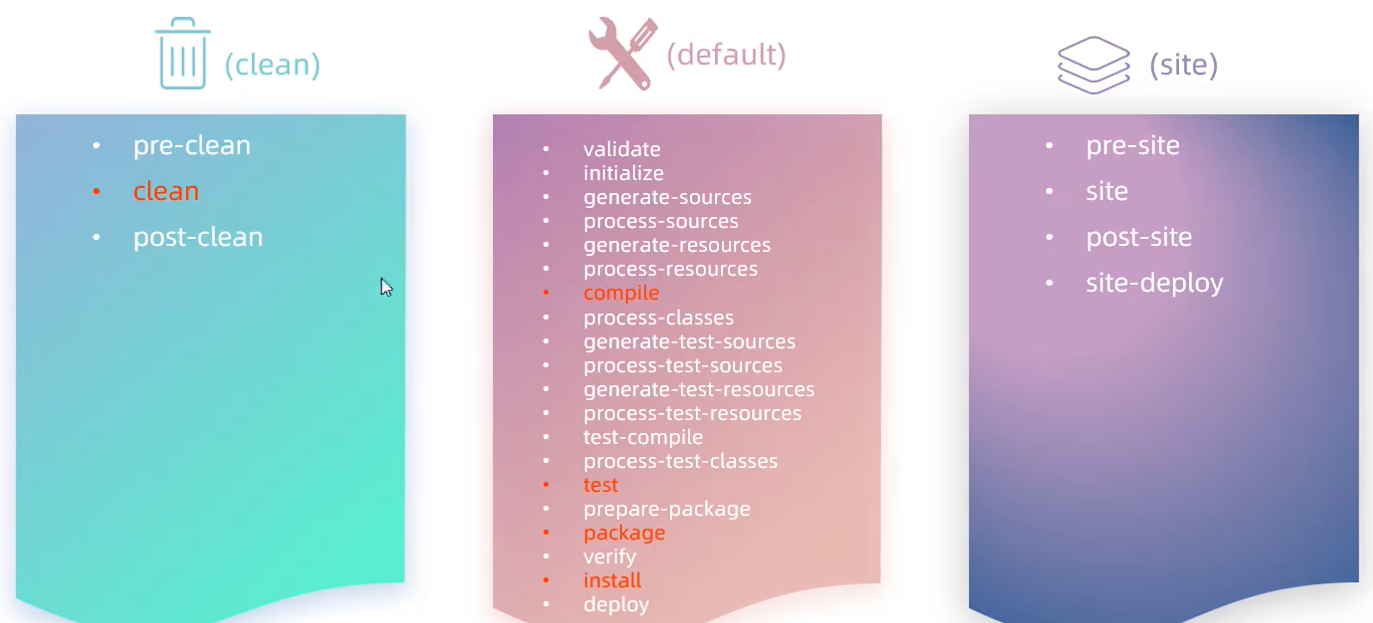 (clean)
• pre-clean
• clean
• post-clean
(default)
• validate
• initialize
• generate-sources
• process-sources
• generate-resources
• process-resources
• compile
• process-classes
• generate-test-sources
• process-test-sources
• generate-test-resources
• process-test-resources
• test-compile
• process-test-classes
• test
• prepare-package
• package
• verify
• install
• deploy
(site)
• pre-site
• site
• post-site
• site-deploy